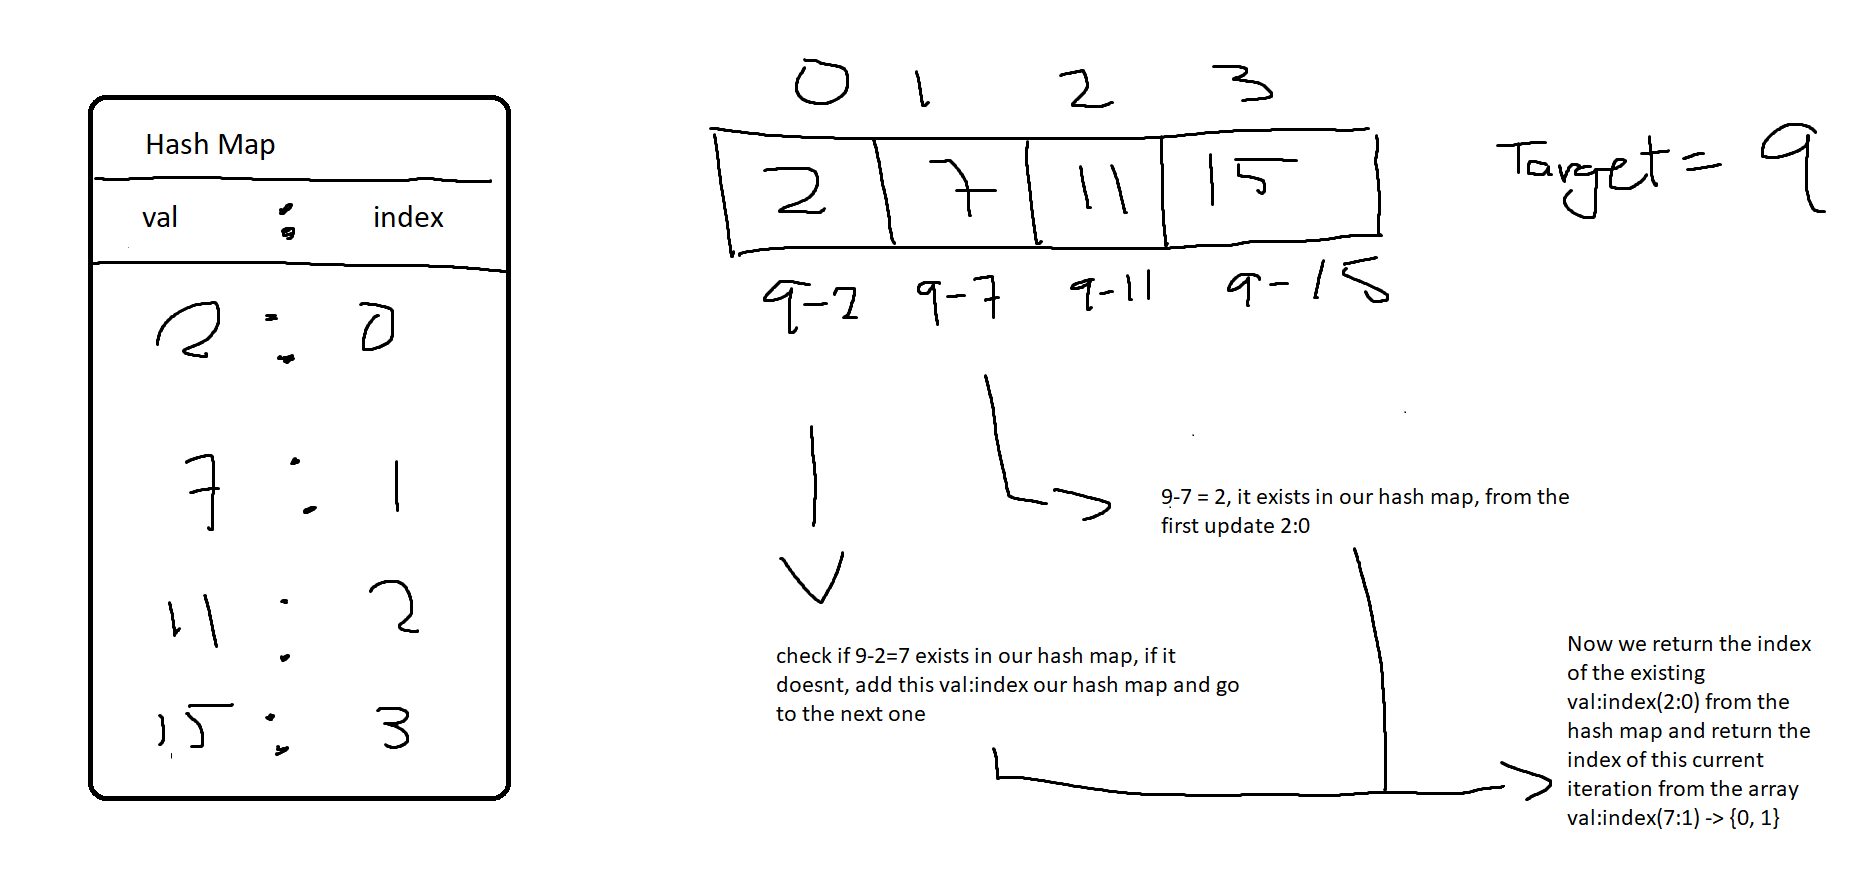 Hash Map
val : index
2 : 0
7 : 1
11 : 2
15 : 3
0 1 2 3
2 7 11 15
Target = 9
9-2 9-7 9-11 9-15
9-7 = 2, it exists in our hash map, from the
first update 2:0
check if 9-2=7 exists in our hash map, if it
doesnt, add this val:index our hash map and go
to the next one
Now we return the index
of the existing
val:index(2:0) from the
hash map and return the
index of this current
iteration from the array
val:index(7:1) -> {0, 1}